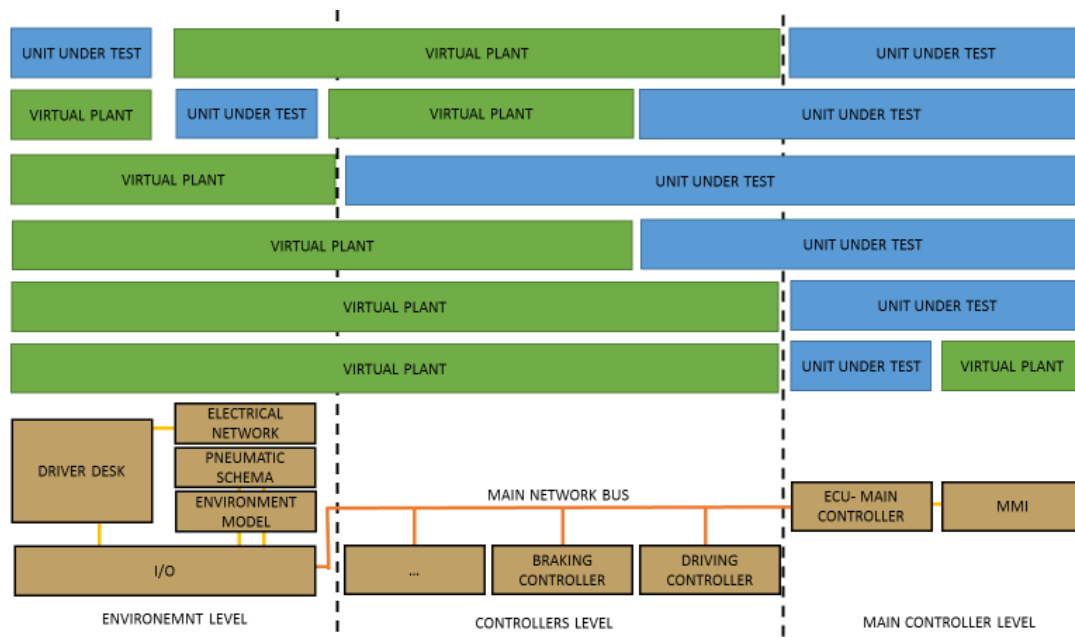 UNIT UNDER TEST
VIRTUAL PLANT
UNIT UNDER TEST
VIRTUAL PLANT
UNIT UNDER TEST
VIRTUAL PLANT
UNIT UNDER TEST
VIRTUAL PLANT
UNIT UNDER TEST
VIRTUAL PLANT
UNIT UNDER TEST
VIRTUAL PLANT
UNIT UNDER TEST
VIRTUAL PLANT
UNIT UNDER TEST
VIRTUAL PLANT
DRIVER DESK
ELECTRICAL
NETWORK
PNEUMATIC
SCHEMA
ENVIRONMENT
MODEL
I/O
MAIN NETWORK BUS
...
BRAKING
CONTROLLER
DRIVING
CONTROLLER
ECU- MAIN
CONTROLLER
MMI
ENVIRONEMNT LEVEL
CONTROLLERS LEVEL
MAIN CONTROLLER LEVEL